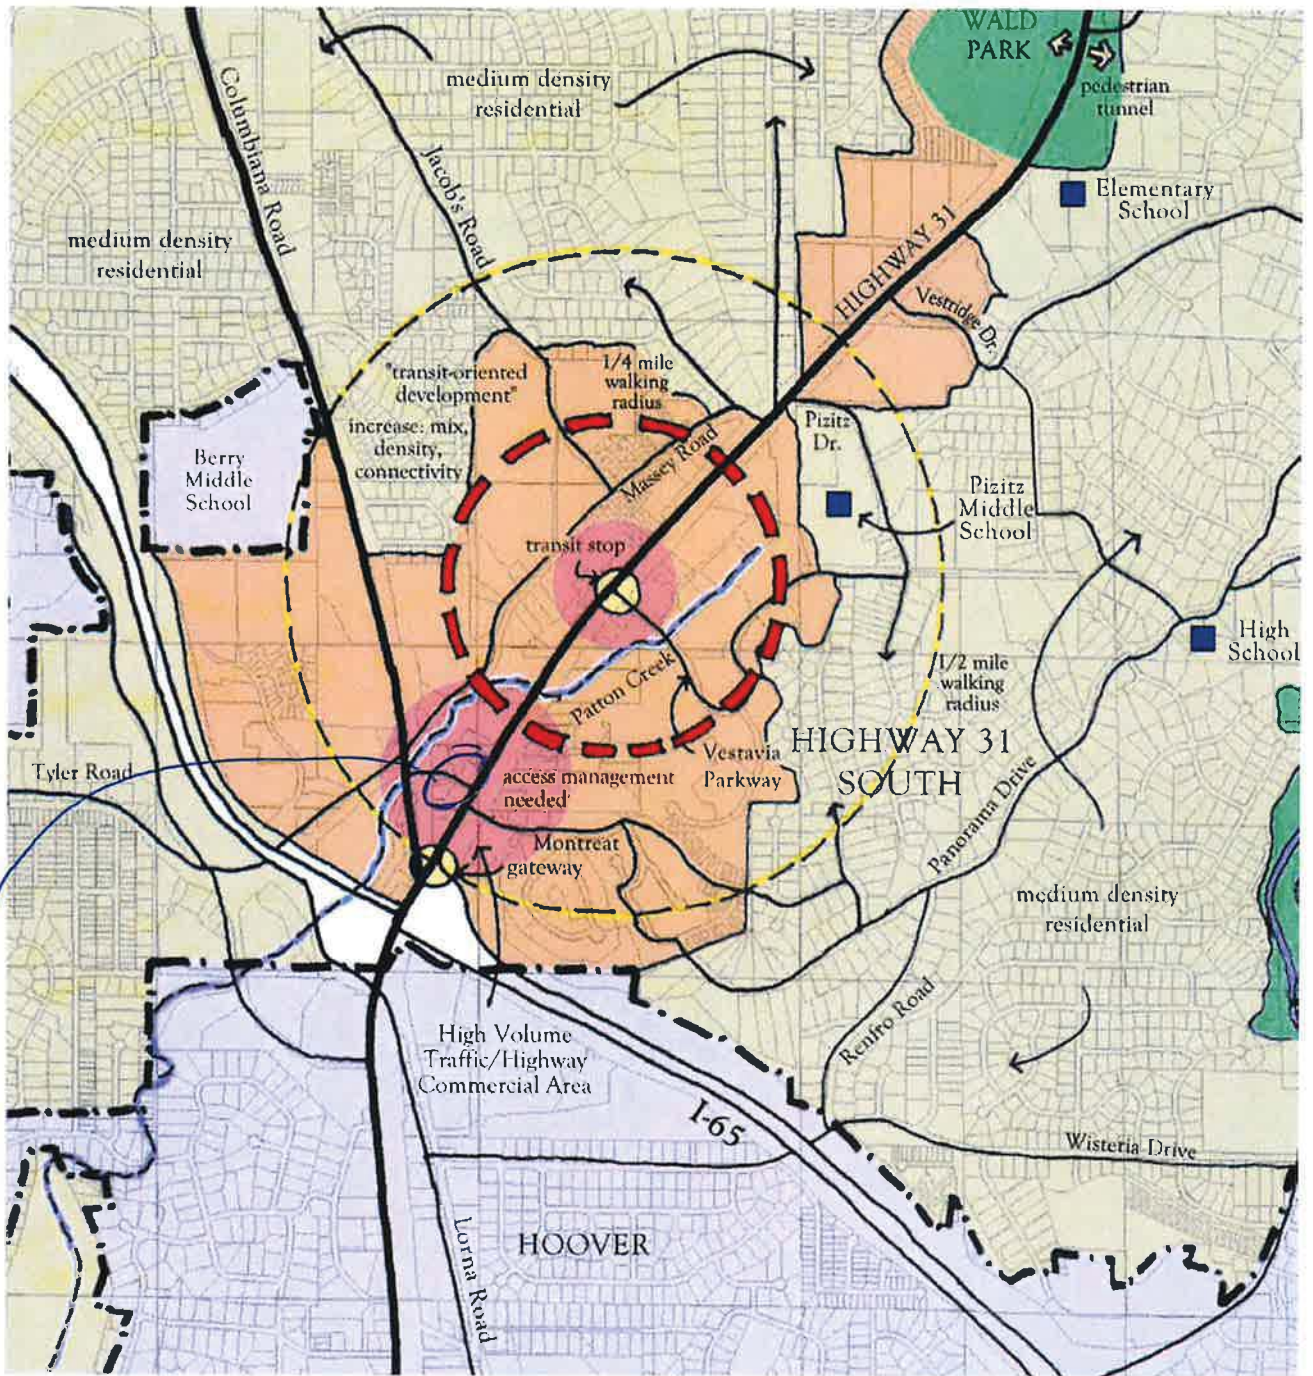 WALD
PARK
pedestrian
tunnel
medium density
residential
Columbiana Road
Jacob's Road
Elementary
School
medium density
residential
HIGHWAY 31
Vestridge Dr.
"transit-oriented
development"
increase: mix,
density,
connectivity
1/4 mile
walking
radius
Pizitz
Dr.
Massey Road
Berry
Middle
School
Pizitz
Middle
School
transit stop
High
School
1/2 mile
walking
radius
Patton Creek
Vestavia
Parkway
HIGHWAY 31
SOUTH
Tyler Road
access management
needed
Panorama Drive
Montreat
gateway
medium density
residential
Renfro Road
High Volume
Traffic/Highway
Commercial Area
I-65
Wisteria Drive
Lorna Road
HOOVER